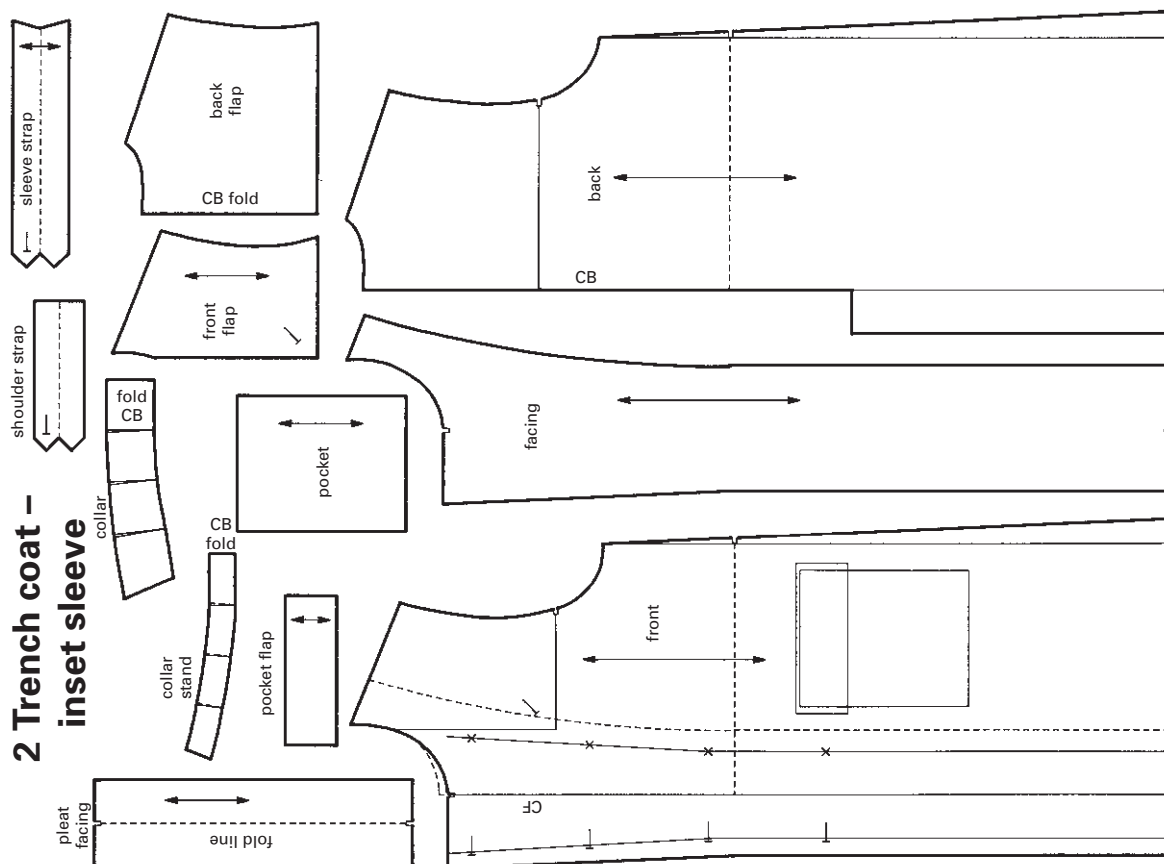 2 Trench coat –
inset sleeve
sleeve strap
back
flap
CB fold
back
CB
shoulder strap
front
flap
fold
CB
collar
pocket
facing
CB
fold
collar
stand
pocket flap
front
CF
pleat
facing
fold line